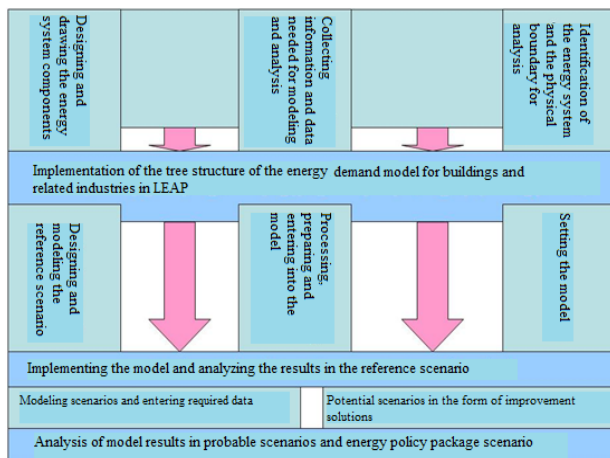 Designing and
drawing the energy
system components
Collecting
information and data
needed for modeling
and analysis
Identification of
the energy system
and the physical
boundary for
analysis
Implementation of the tree structure of the energy demand model for buildings and
related industries in LEAP
Designing and
modeling the
reference scenario
Processing,
preparing and
entering into the
model
Setting the model
Implementing the model and analyzing the results in the reference scenario
Modeling scenarios and entering required data
Potential scenarios in the form of improvement
solutions
Analysis of model results in probable scenarios and energy policy package scenario